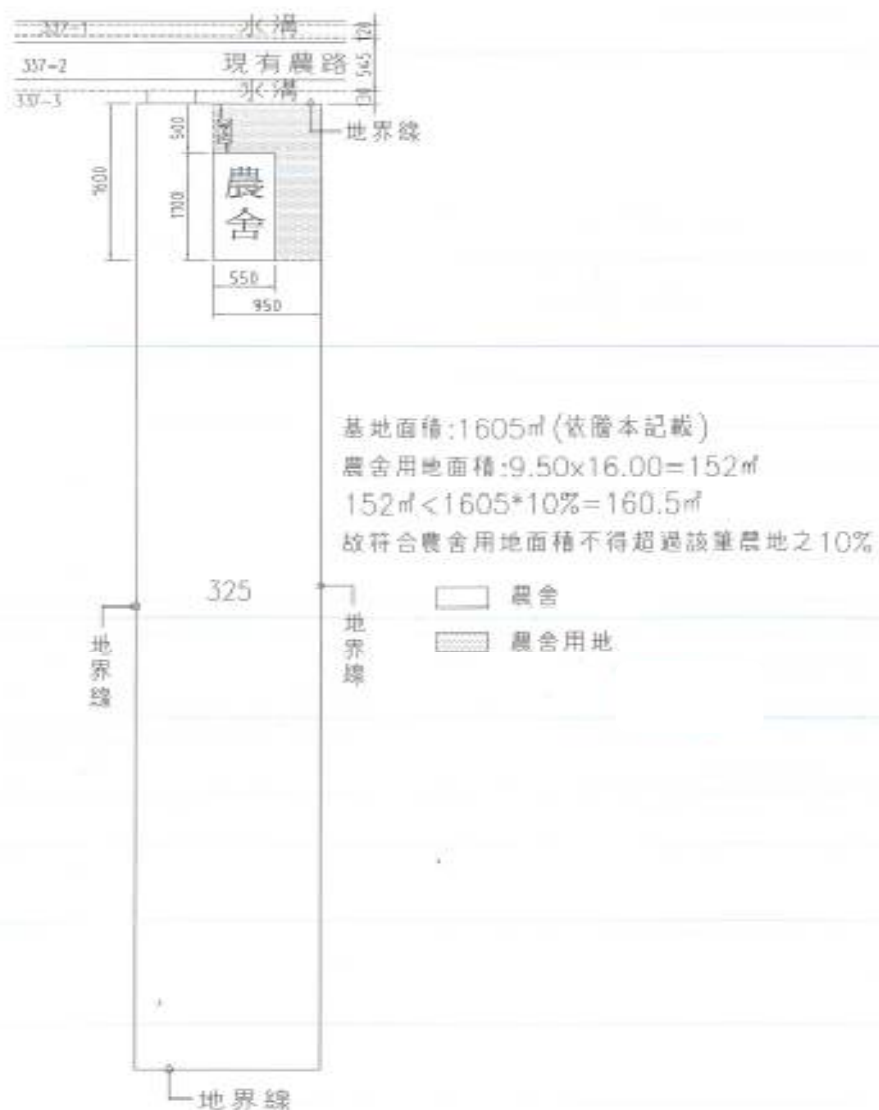 337-1
水溝
120
337-2
現有農路
545
337-3
水溝
130
地界線
500
1600
農舍
550
950
基地面積:1605㎡(依謄本記載)
農舍用地面積:9.50x16.00=152㎡
152㎡<1605*10%=160.5㎡
故符合農舍用地面積不得超過該筆農地之10%
325
農舍
農舍用地
地界線
地界線
地界線